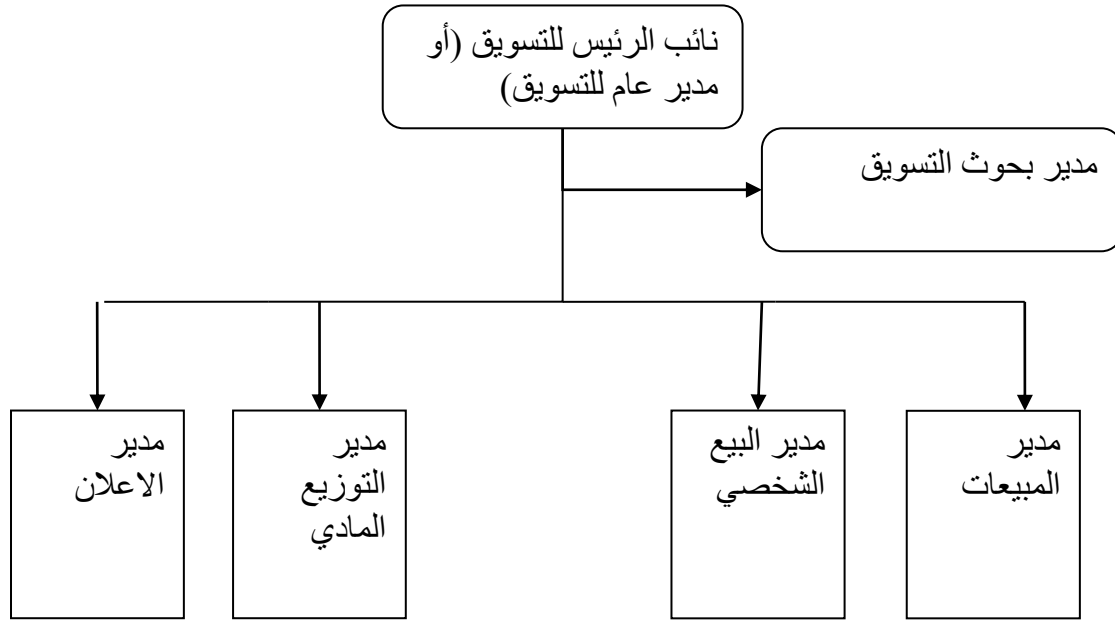 نائب الرئيس للتسويق (أو
مدير عام للتسويق)
مدير بحوث التسويق
مدير
المبيعات
مدير البيع
الشخصي
مدير
التوزيع
المادي
مدير
الاعلان